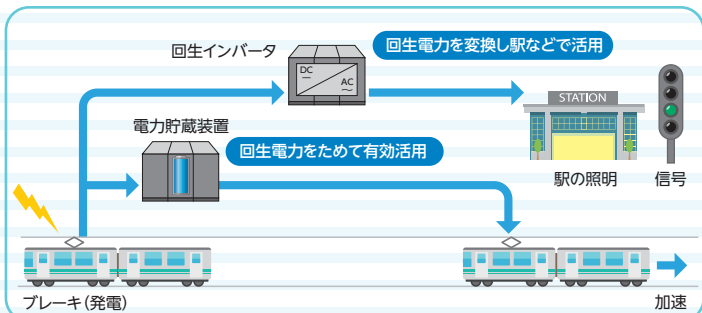 回生インバータ
回生電力を変換し駅などで活用
DC
AC
STATION
電力貯蔵装置
回生電力をためて有効活用
駅の照明
信号
ブレーキ(発電)
加速